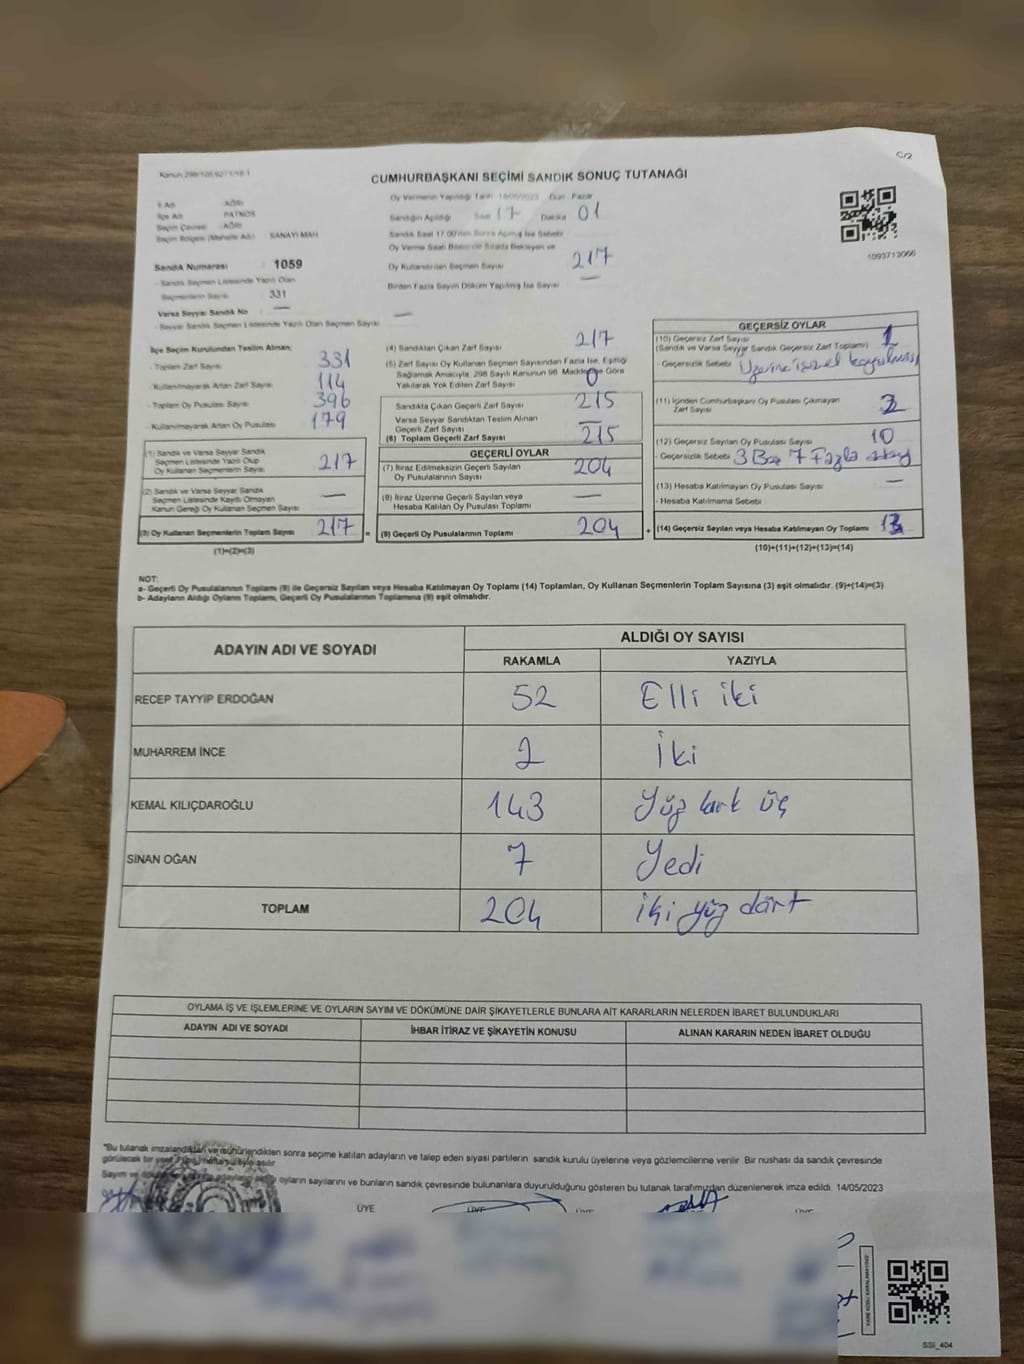 C/2
Kanun 298/105,6271/18-1
CUMHURBAŞKANI SEÇİMİ SANDIK SONUÇ TUTANAĞI
İl Adı AĞRI
İlçe Adı PATNOS
Seçim Çevresi AĞRI
Seçim Bölgesi (Mahalle Adı) SANAYİ MAH
Sandık Numarası 1059
- Sandık Seçmen Listesinde Yazılı Olan
Seçmenlerin Sayısı 331
Varsa Seyyar Sandık No —
- Seyyar Sandık Seçmen Listesinde Yazılı Olan Seçmen Sayısı —
Oy Vermenin Yapıldığı Tarih 14/05/2023 Gün Pazar
Sandığın Açıldığı Saat 17 Dakika 01
Sandık Saat 17.00'den Sonra Açılmış İse Sebebi
Oy Verme Saati Bitiminde Sırada Bekleyen ve
Oy Kullandırılan Seçmen Sayısı 217
Birden Fazla Sayım Döküm Yapılmış İse Sayısı —
1093713066
İlçe Seçim Kurulundan Teslim Alınan;
- Toplam Zarf Sayısı 331
- Kullanılmayarak Artan Zarf Sayısı 114
- Toplam Oy Pusulası Sayısı 396
- Kullanılmayarak Artan Oy Pusulası 179
(1) Sandık ve Varsa Seyyar Sandık
Seçmen Listesinde Yazılı Olup
Oy Kullanan Seçmenlerin Sayısı 217
(2) Sandık ve Varsa Seyyar Sandık
Seçmen Listesinde Kayıtlı Olmayan
Kanun Gereği Oy Kullanan Seçmen Sayısı —
(3) Oy Kullanan Seçmenlerin Toplam Sayısı 217 =
(1)+(2)=(3)
(4) Sandıktan Çıkan Zarf Sayısı 217
(5) Zarf Sayısı Oy Kullanan Seçmen Sayısından Fazla İse, Eşitliği
Sağlamak Amacıyla, 298 Sayılı Kanunun 98. Maddesine Göre
Yakılarak Yok Edilen Zarf Sayısı 0
Sandıkta Çıkan Geçerli Zarf Sayısı 215
Varsa Seyyar Sandıktan Teslim Alınan
Geçerli Zarf Sayısı —
(6) Toplam Geçerli Zarf Sayısı 215
GEÇERLİ OYLAR
(7) İtiraz Edilmeksizin Geçerli Sayılan
Oy Pusulalarının Sayısı 204
(8) İtiraz Üzerine Geçerli Sayılan veya
Hesaba Katılan Oy Pusulası Toplamı —
(9) Geçerli Oy Pusulalarının Toplamı 204 +
GEÇERSİZ OYLAR
(10) Geçersiz Zarf Sayısı 1
(Sandık ve Varsa Seyyar Sandık Geçersiz Zarf Toplamı)
- Geçersizlik Sebebi Üzerine
(11) İçinden Cumhurbaşkanı Oy Pusulası Çıkmayan
Zarf Sayısı 2
(12) Geçersiz Sayılan Oy Pusulası Sayısı 10
- Geçersizlik Sebebi 3 Boş 7 Fazla
(13) Hesaba Katılmayan Oy Pusulası Sayısı —
- Hesaba Katılmama Sebebi
(14) Geçersiz Sayılan veya Hesaba Katılmayan Oy Toplamı 13
(10)+(11)+(12)+(13)=(14)
NOT:
a- Geçerli Oy Pusulalarının Toplamı (9) ile Geçersiz Sayılan veya Hesaba Katılmayan Oy Toplamı (14) Toplamları, Oy Kullanan Seçmenlerin Toplam Sayısına (3) eşit olmalıdır. (9)+(14)=(3)
b- Adayların Aldığı Oyların Toplamı, Geçerli Oy Pusulalarının Toplamına (9) eşit olmalıdır.
ADAYIN ADI VE SOYADI ALDIĞI OY SAYISI
RAKAMLA YAZIYLA
RECEP TAYYİP ERDOĞAN 52 Elli iki
MUHARREM İNCE 2 İki
KEMAL KILIÇDAROĞLU 143 Yüz kırk üç
SİNAN OĞAN 7 Yedi
TOPLAM 204 iki yüz dört
OYLAMA İŞ VE İŞLEMLERİNE VE OYLARIN SAYIM VE DÖKÜMÜNE DAİR ŞİKAYETLERLE BUNLARA AİT KARARLARIN NELERDEN İBARET BULUNDUKLARI
ADAYIN ADI VE SOYADI İHBAR İTİRAZ VE ŞİKAYETİN KONUSU ALINAN KARARIN NEDEN İBARET OLDUĞU
"Bu tutanak imzalandıktan ve mühürlendikten sonra seçime katılan adayların ve talep eden siyasi partilerin sandık kurulu üyelerine veya gözlemcilerine verilir. Bir nüshası da sandık çevresinde
görülecek bir yere
Sayım ve oyların sayılarını ve bunların sandık çevresinde bulunanlara duyurulduğunu gösteren bu tutanak tarafımızdan düzenlenerek imza edildi. 14/05/2023
ÜYE ÜYE ÜYE ÜYE
SSİ_404